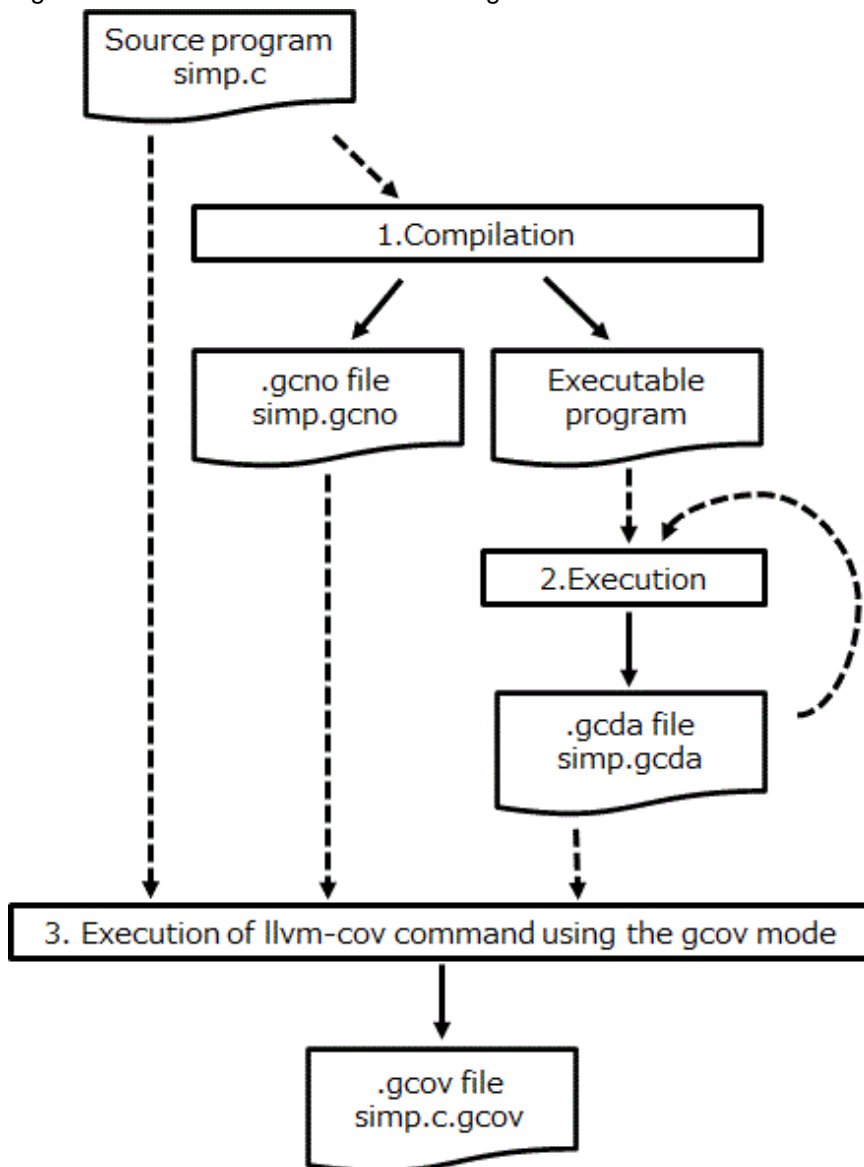 Source program
simp.c
1.Compilation
.gcno file
simp.gcno
Executable
program
2.Execution
.gcda file
simp.gcda
3. Execution of llvm-cov command using the gcov mode
.gcov file
simp.c.gcov